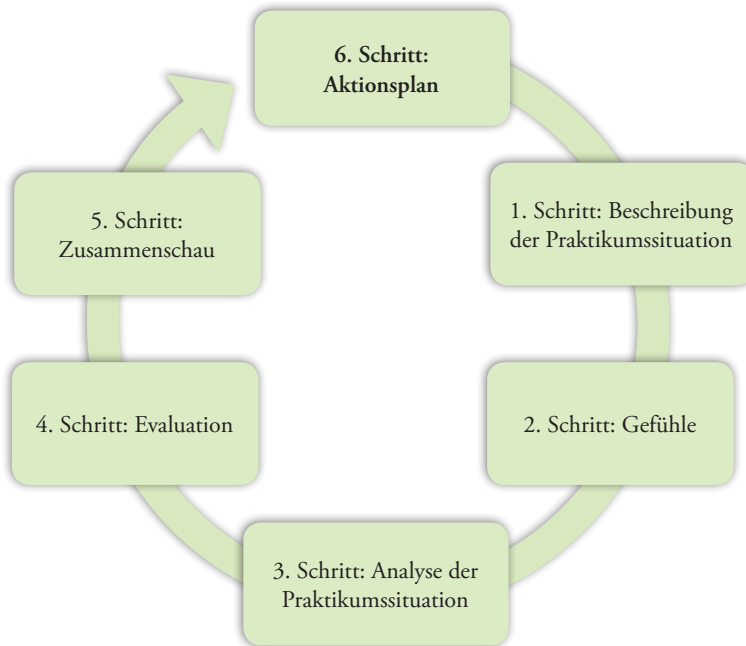 6. Schritt:
Aktionsplan
1. Schritt: Beschreibung
der Praktikumssituation
2. Schritt: Gefühle
3. Schritt: Analyse der
Praktikumssituation
4. Schritt: Evaluation
5. Schritt:
Zusammenschau